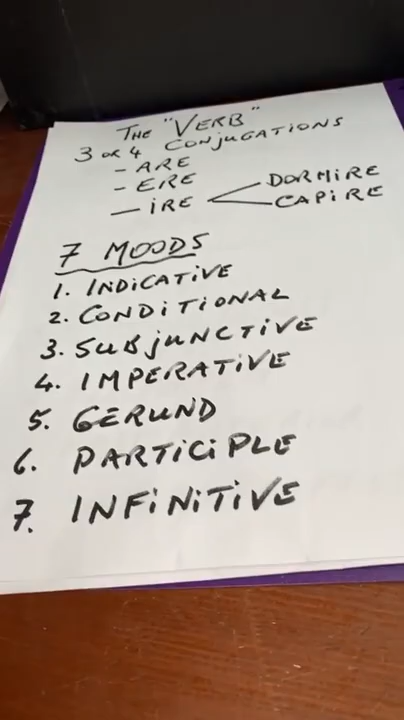 THE "VERB"
3 or 4 CONJUGATIONS
- ARE
- ERE
- IRE
DORMIRE
CAPIRE
7 MOODS
1. INDICATIVE
2. CONDITIONAL
3. SUBJUNCTIVE
4. IMPERATIVE
5. GERUND
6. PARTICIPLE
7. INFINITIVE